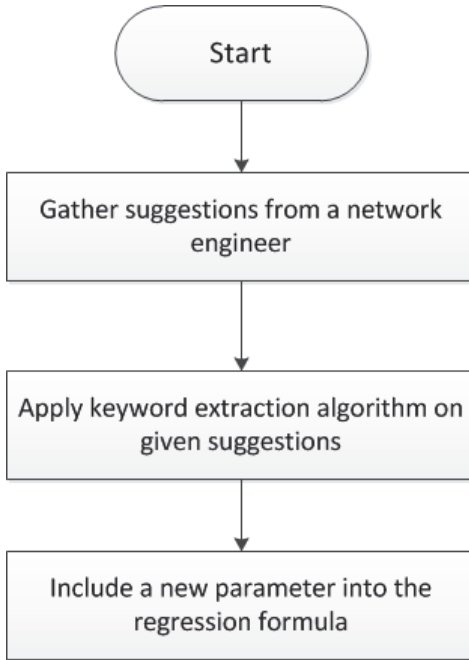 Start
Gather suggestions from a network
engineer
Apply keyword extraction algorithm on
given suggestions
Include a new parameter into the
regression formula